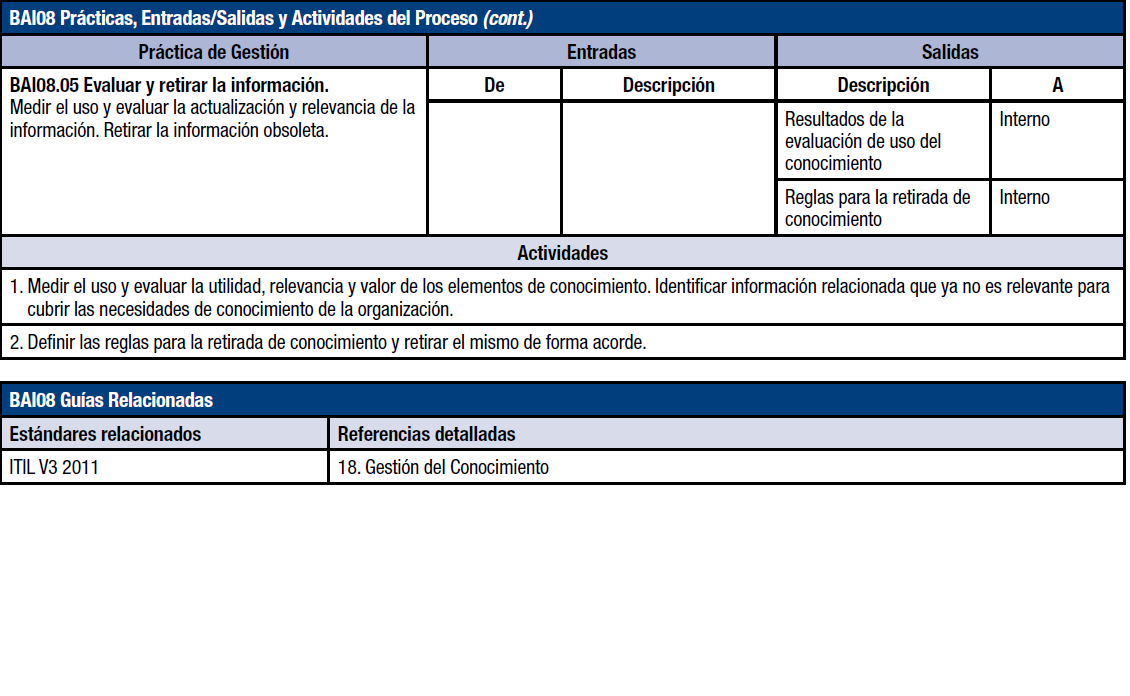 BAI08 Prácticas, Entradas/Salidas y Actividades del Proceso (cont.)
Práctica de Gestión
Entradas
Salidas
BAI08.05 Evaluar y retirar la información.
Medir el uso y evaluar la actualización y relevancia de la
información. Retirar la información obsoleta.
De
Descripción
Descripción
A
Resultados de la
evaluación de uso del
conocimiento
Interno
Reglas para la retirada de
conocimiento
Interno
Actividades
1. Medir el uso y evaluar la utilidad, relevancia y valor de los elementos de conocimiento. Identificar información relacionada que ya no es relevante para
cubrir las necesidades de conocimiento de la organización.
2. Definir las reglas para la retirada de conocimiento y retirar el mismo de forma acorde.
BAI08 Guías Relacionadas
Estándares relacionados
Referencias detalladas
ITIL V3 2011
18. Gestión del Conocimiento